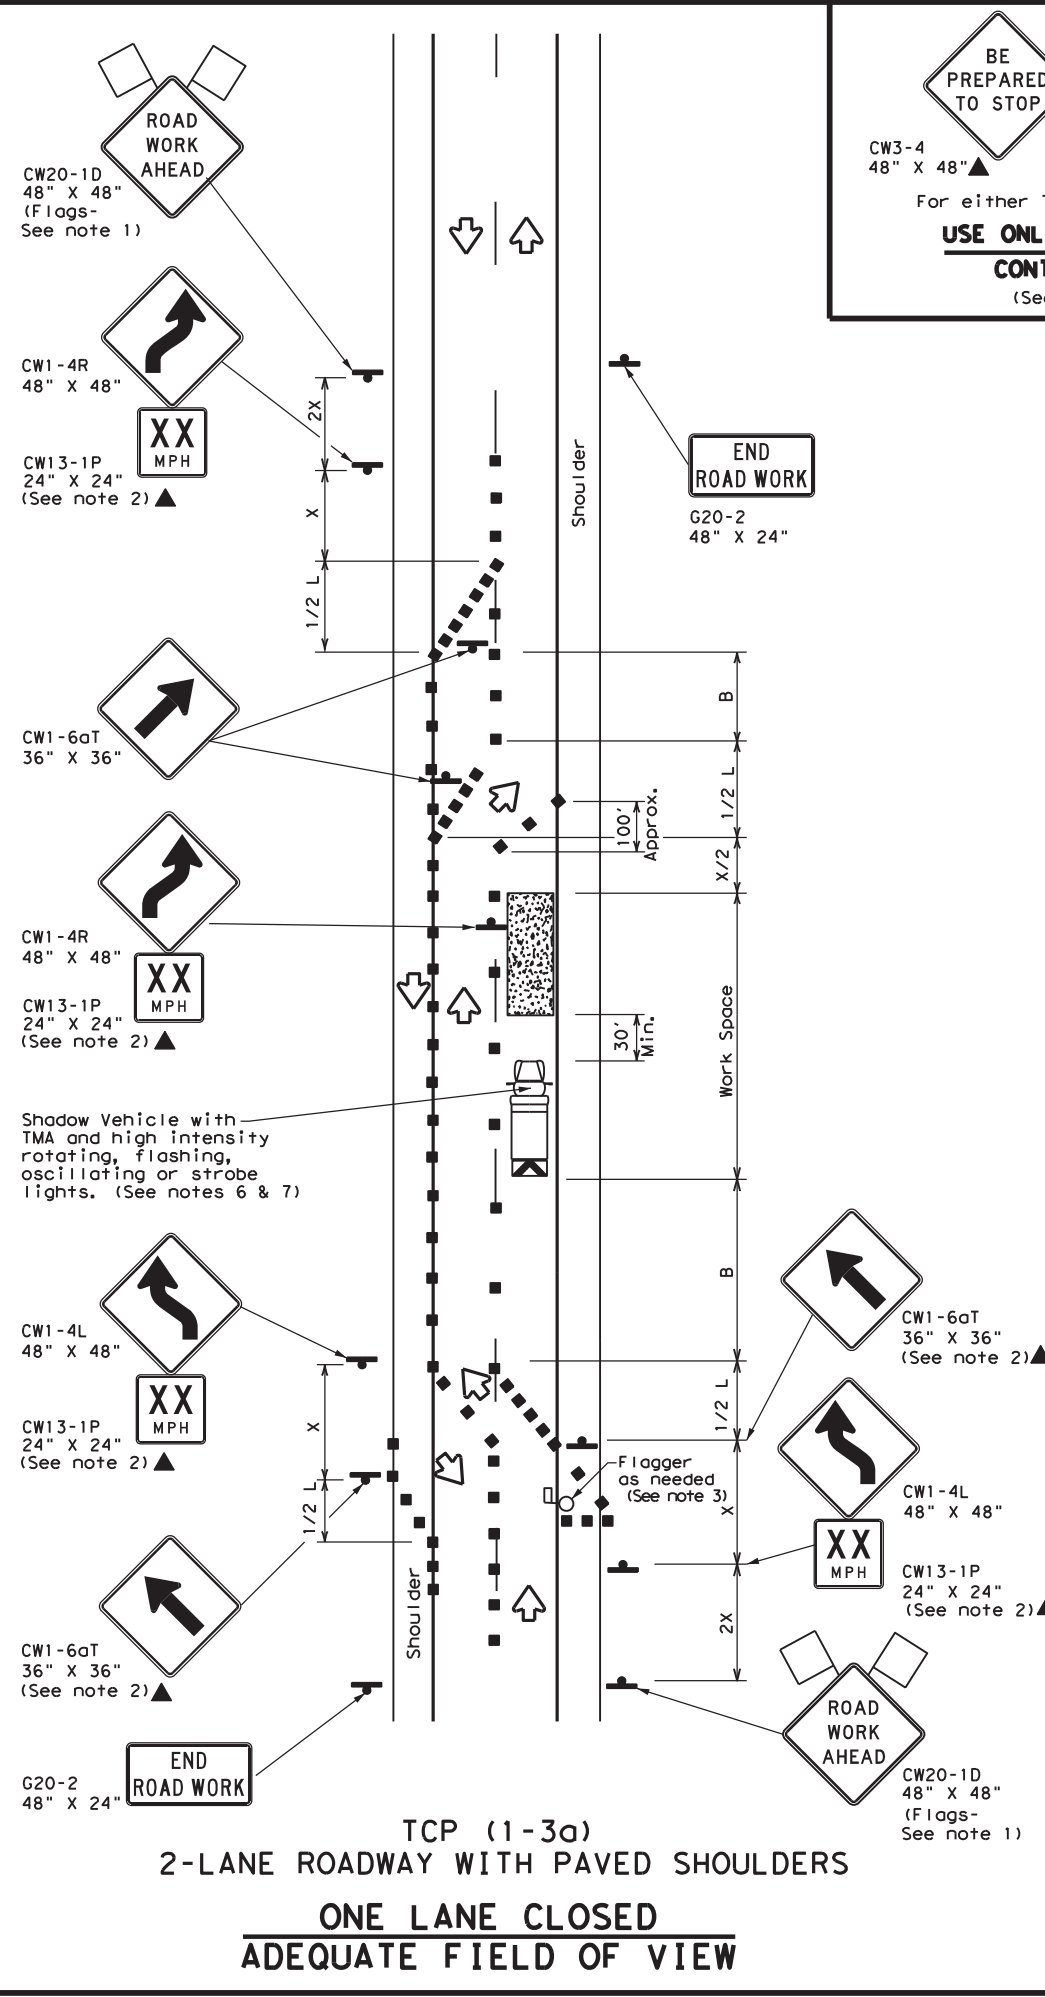 ROAD
WORK
AHEAD
CW20-1D
48" X 48"
(Flags-
See note 1)
BE
PREPARED
TO STOP
CW3-4
48" X 48"
For either
USE ONL
CONT
(See
CW1-4R
48" X 48"
XX
MPH
CW13-1P
24" X 24"
(See note 2)
2X
X
1/2 L
Shoulder
END
ROAD WORK
G20-2
48" X 24"
CW1-6aT
36" X 36"
B
1/2 L
100'
Approx.
X/2
CW1-4R
48" X 48"
XX
MPH
CW13-1P
24" X 24"
(See note 2)
30'
Min.
Work Space
Shadow Vehicle with
TMA and high intensity
rotating, flashing,
oscillating or strobe
lights. (See notes 6 & 7)
B
CW1-4L
48" X 48"
XX
MPH
CW13-1P
24" X 24"
(See note 2)
X
1/2 L
CW1-6aT
36" X 36"
(See note 2)
1/2 L
Flagger
as needed
(See note 3)
X
CW1-4L
48" X 48"
XX
MPH
CW13-1P
24" X 24"
(See note 2)
2X
Shoulder
CW1-6aT
36" X 36"
(See note 2)
ROAD
WORK
AHEAD
CW20-1D
48" X 48"
(Flags-
See note 1)
END
ROAD WORK
G20-2
48" X 24"
TCP (1-3a)
2-LANE ROADWAY WITH PAVED SHOULDERS
ONE LANE CLOSED
ADEQUATE FIELD OF VIEW